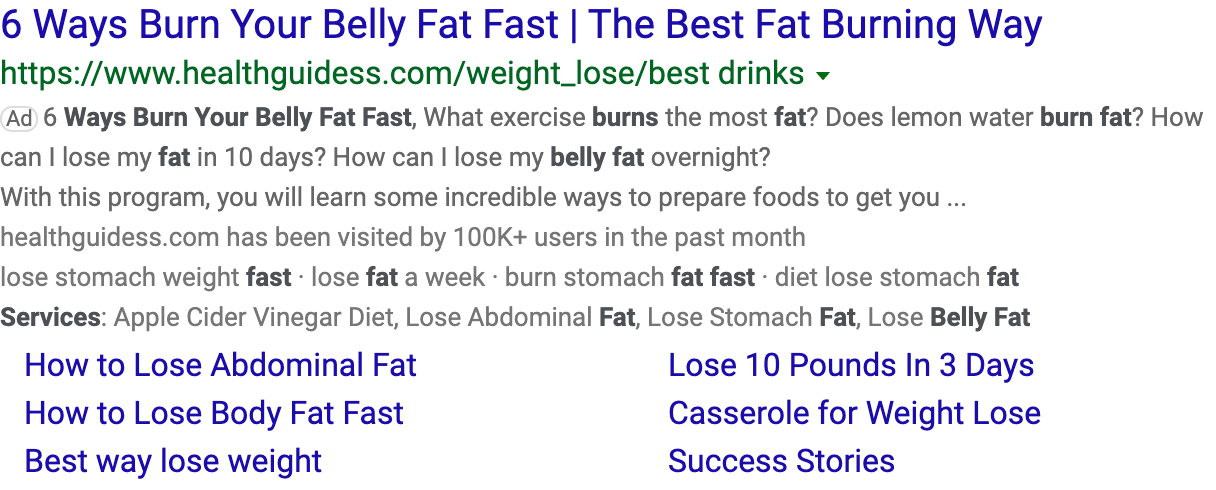 6 Ways Burn Your Belly Fat Fast | The Best Fat Burning Way
https://www.healthguidess.com/weight_lose/best drinks
Ad 6 Ways Burn Your Belly Fat Fast, What exercise burns the most fat? Does lemon water burn fat? How
can I lose my fat in 10 days? How can I lose my belly fat overnight?
With this program, you will learn some incredible ways to prepare foods to get you ...
healthguidess.com has been visited by 100K+ users in the past month
lose stomach weight fast · lose fat a week · burn stomach fat fast · diet lose stomach fat
Services: Apple Cider Vinegar Diet, Lose Abdominal Fat, Lose Stomach Fat, Lose Belly Fat
How to Lose Abdominal Fat
How to Lose Body Fat Fast
Best way lose weight
Lose 10 Pounds In 3 Days
Casserole for Weight Lose
Success Stories